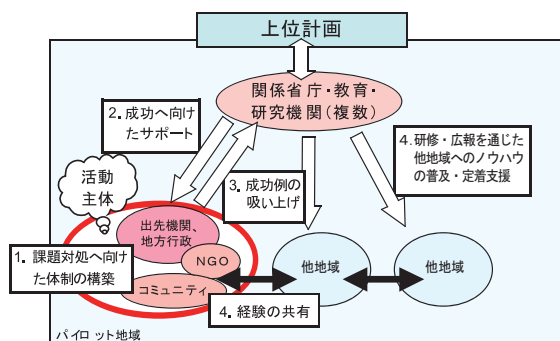 上位計画
関係省庁・教育・
研究機関（複数）
2. 成功へ向け
たサポート
4. 研修・広報を通じた
他地域へのノウハウ
の普及・定着支援
3. 成功例の
吸い上げ
活動
主体
出先機関、
地方行政
NGO
コミュニティ
1. 課題対処へ向け
た体制の構築
他地域
他地域
4. 経験の共有
パイロット地域